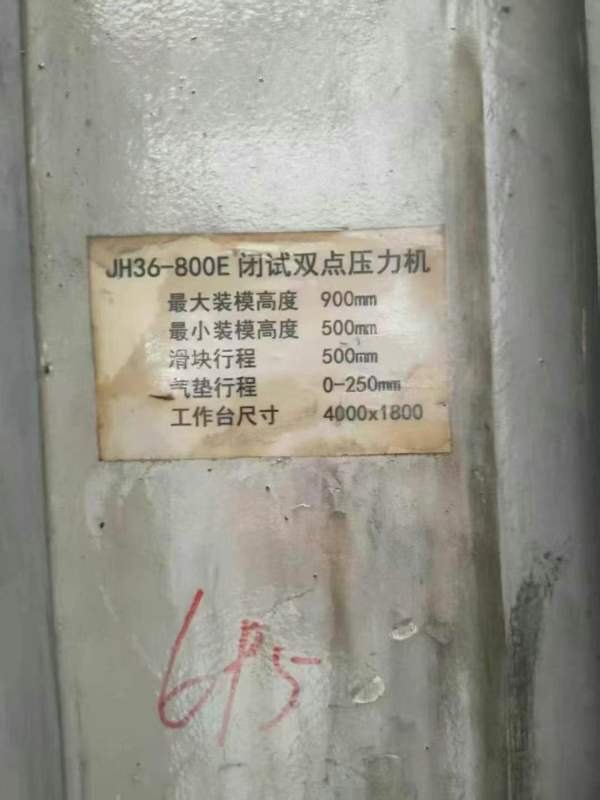 JH36-800E 闭试双点压力机
最大装模高度 900mm
最小装模高度 500mm
滑块行程 500mm
气垫行程 0-250mm
工作台尺寸 4000x1800